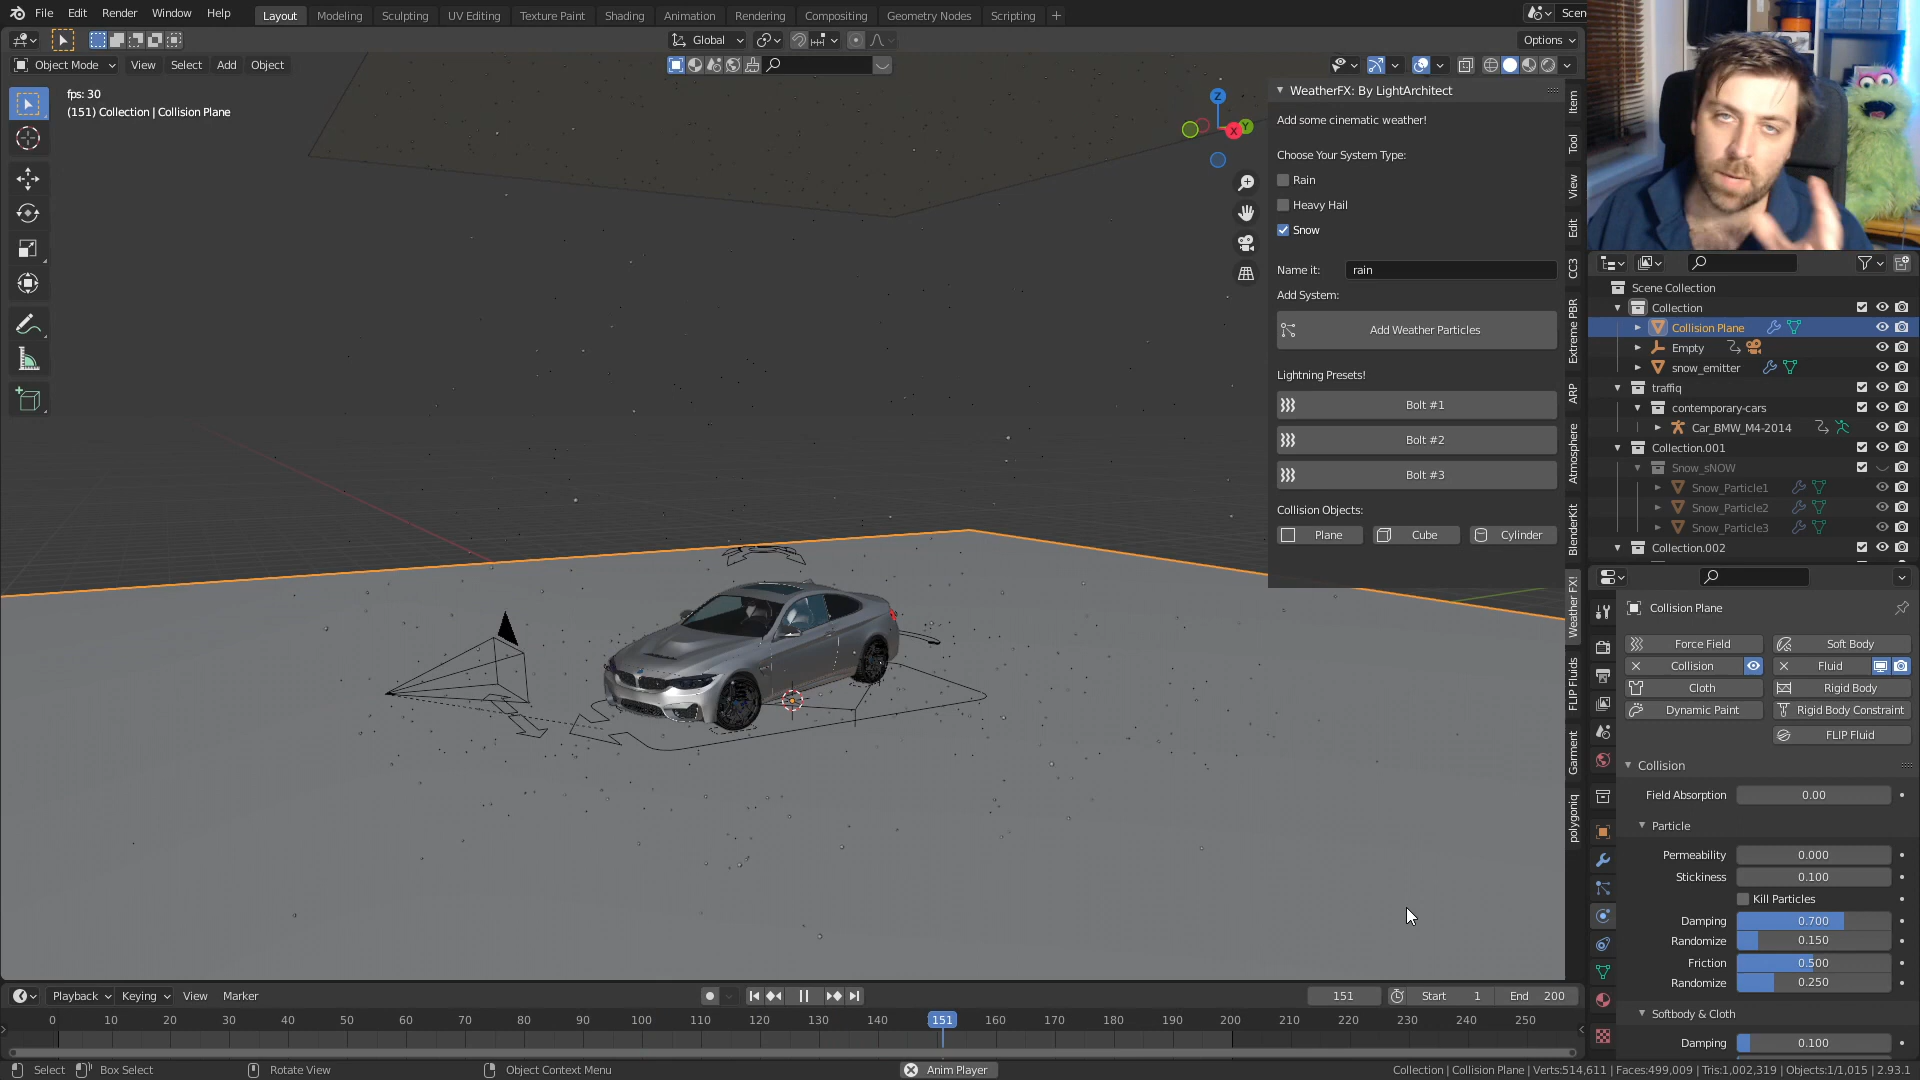 File Edit Render Window Help
Layout Modeling Sculpting UV Editing Texture Paint Shading Animation Rendering Compositing Geometry Nodes Scripting +
Scen
Global
Options
Object Mode View Select Add Object
fps: 30
(151) Collection | Collision Plane
Z
Y
X
WeatherFX: By LightArchitect
Add some cinematic weather!
Choose Your System Type:
Rain
Heavy Hail
Snow
Name it: rain
Add System:
Add Weather Particles
Lightning Presets!
Bolt #1
Bolt #2
Bolt #3
Collision Objects:
Plane Cube Cylinder
Item
Tool
View
Edit
CC3
Extreme PBR
ARP
Atmosphere
BlenderKit
Weather FX!
FLIP Fluids
Garment
polygoniq
Scene Collection
Collection
Collision Plane
Empty
snow_emitter
traffiq
contemporary-cars
Car_BMW_M4-2014
Collection.001
Snow_sNOW
Snow_Particle1
Snow_Particle2
Snow_Particle3
Collection.002
Collision Plane
Force Field Soft Body
Collision Fluid
Cloth Rigid Body
Dynamic Paint Rigid Body Constraint
FLIP Fluid
Collision
Field Absorption 0.00
Particle
Permeability 0.000
Stickiness 0.100
Kill Particles
Damping 0.700
Randomize 0.150
Friction 0.500
Randomize 0.250
Softbody & Cloth
Damping 0.100
Playback Keying View Marker
151 Start 1 End 200
0 10 20 30 40 50 60 70 80 90 100 110 120 130 140 151 160 170 180 190 200 210 220 230 240 250
Select Box Select Rotate View Object Context Menu Anim Player
Collection | Collision Plane | Verts:514,611 | Faces:499,009 | Tris:1,002,319 | Objects:1/1,015 | 2.93.1